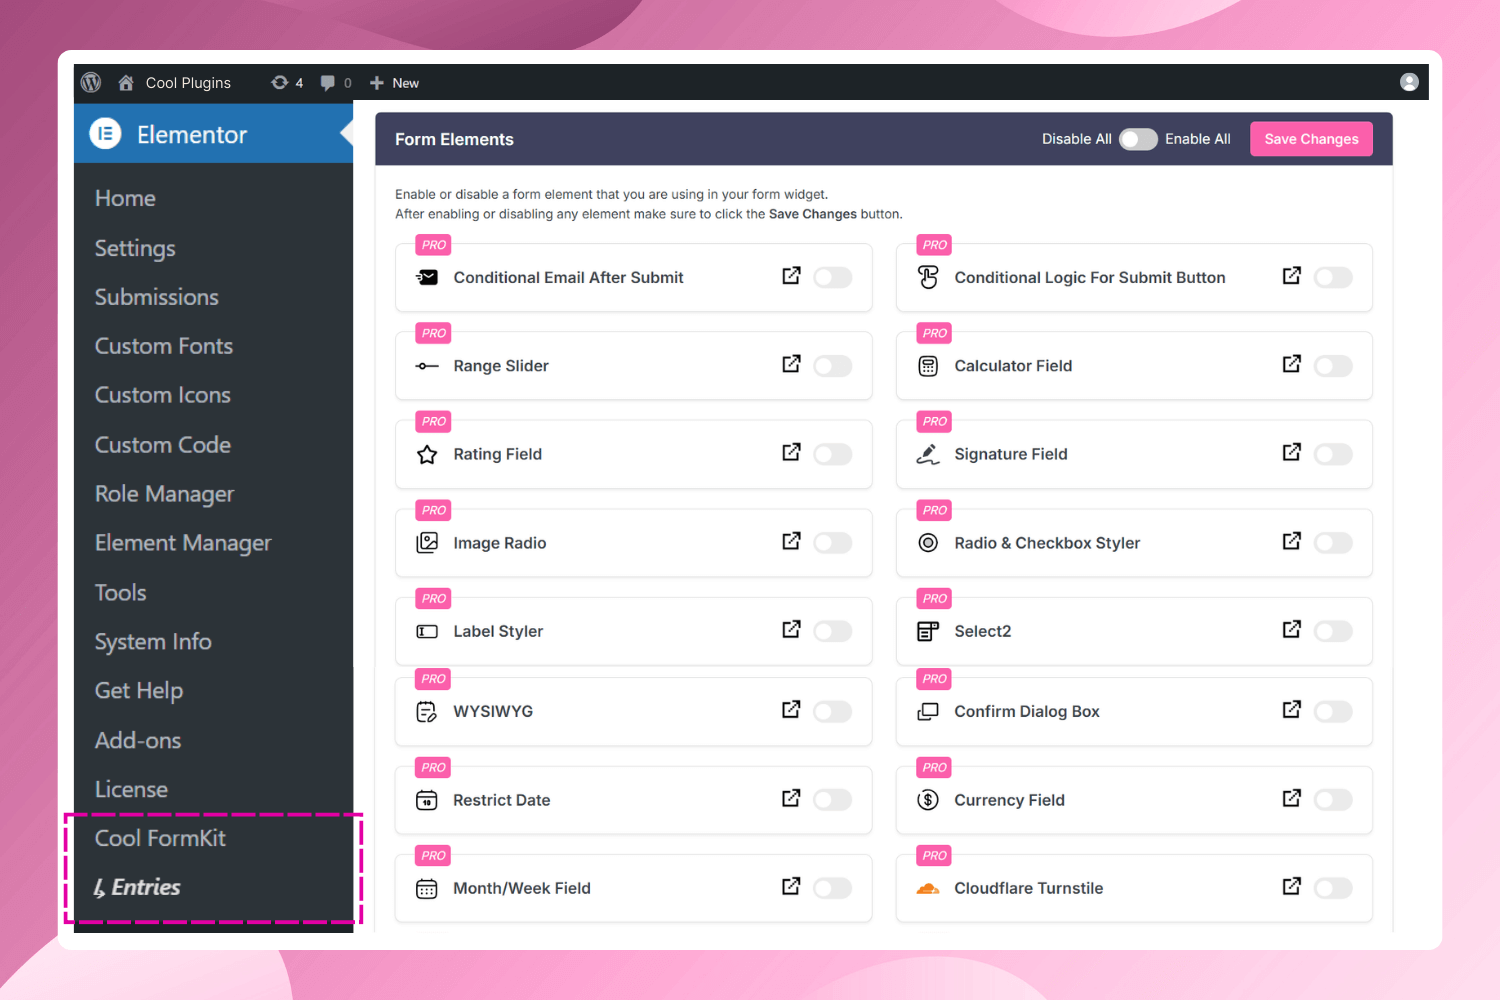 Cool Plugins 4 0 New
Elementor
Home
Settings
Submissions
Custom Fonts
Custom Icons
Custom Code
Role Manager
Element Manager
Tools
System Info
Get Help
Add-ons
License
Cool FormKit
Entries
Form Elements
Disable All Enable All Save Changes
Enable or disable a form element that you are using in your form widget.
After enabling or disabling any element make sure to click the Save Changes button.
PRO
Conditional Email After Submit
PRO
Conditional Logic For Submit Button
PRO
Range Slider
PRO
Calculator Field
PRO
Rating Field
PRO
Signature Field
PRO
Image Radio
PRO
Radio & Checkbox Styler
PRO
Label Styler
PRO
Select2
PRO
WYSIWYG
PRO
Confirm Dialog Box
PRO
Restrict Date
PRO
Currency Field
PRO
Month/Week Field
PRO
Cloudflare Turnstile